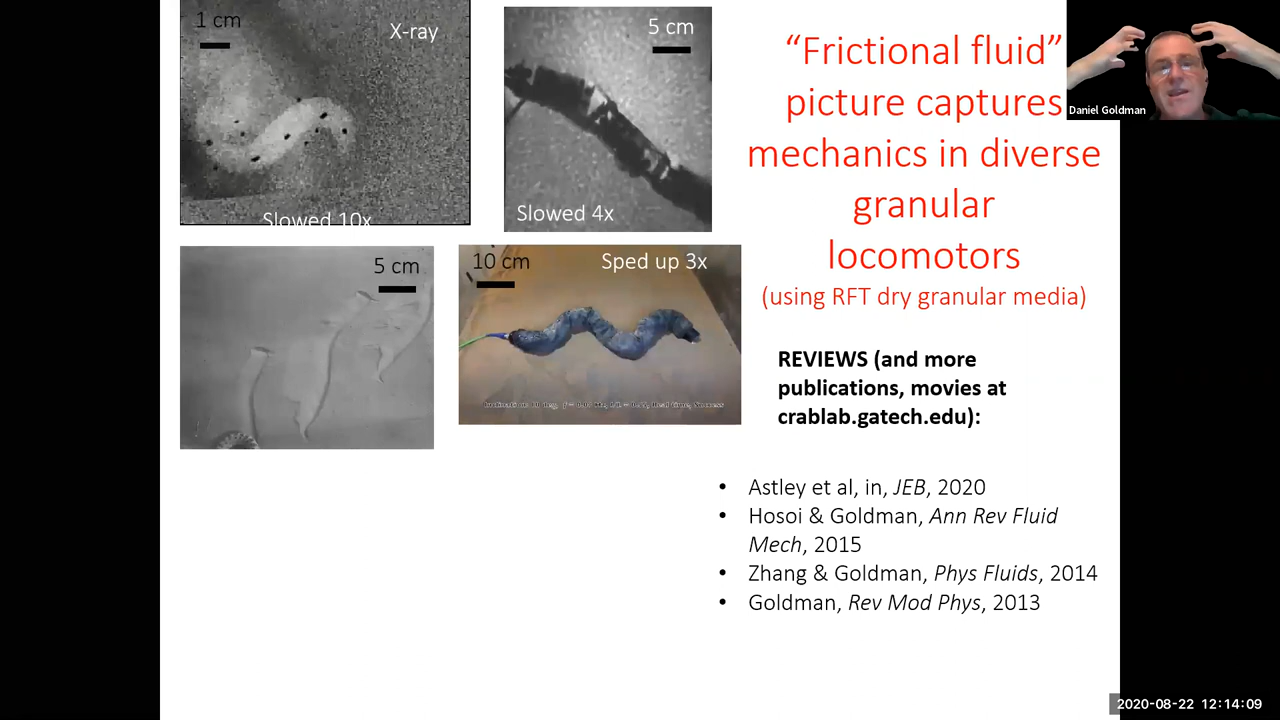 1 cm
X-ray
Slowed 10x
5 cm
Slowed 4x
5 cm
10 cm
Sped up 3x
“Frictional fluid”
picture captures
mechanics in diverse
granular
locomotors
(using RFT dry granular media)
REVIEWS (and more
publications, movies at
crablab.gatech.edu):
• Astley et al, in, JEB, 2020
• Hosoi & Goldman, Ann Rev Fluid
Mech, 2015
• Zhang & Goldman, Phys Fluids, 2014
• Goldman, Rev Mod Phys, 2013
Daniel Goldman
2020-08-22 12:14:09